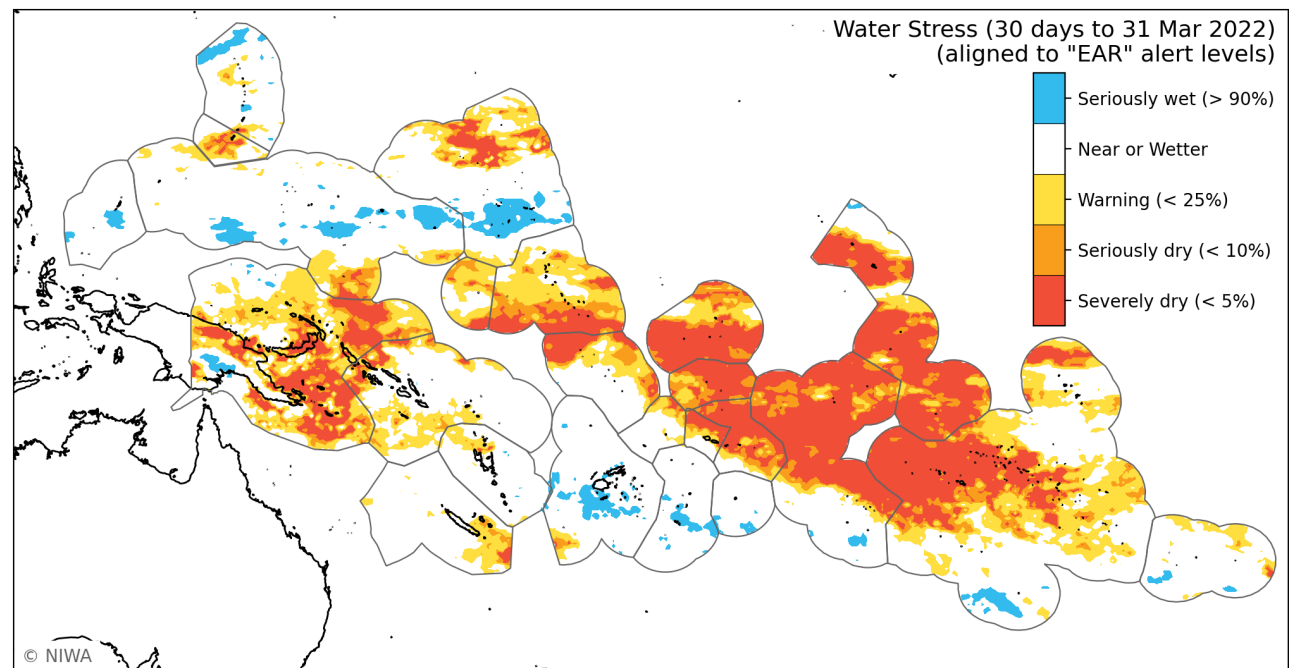 Water Stress (30 days to 31 Mar 2022)
(aligned to "EAR" alert levels)
Seriously wet (> 90%)
Near or Wetter
Warning (< 25%)
Seriously dry (< 10%)
Severely dry (< 5%)
© NIWA